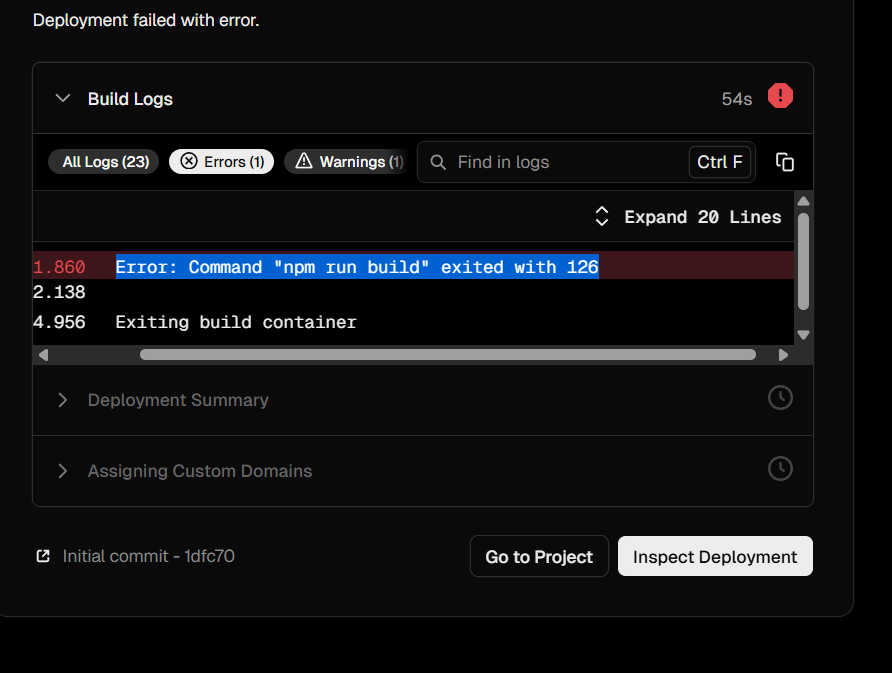 Deployment failed with error.
Build Logs 54s
All Logs (23) Errors (1) Warnings (1) Find in logs Ctrl F
Expand 20 Lines
1.860 Error: Command "npm run build" exited with 126
2.138
4.956 Exiting build container
Deployment Summary
Assigning Custom Domains
Initial commit - 1dfc70 Go to Project Inspect Deployment